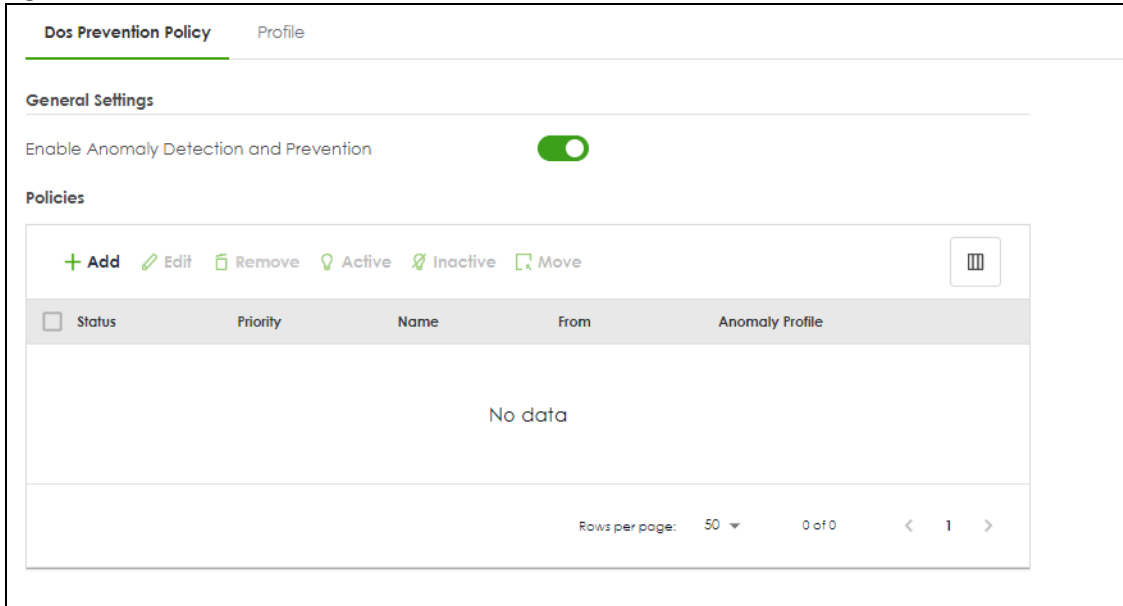 Dos Prevention Policy Profile
General Settings
Enable Anomaly Detection and Prevention
Policies
Add Edit Remove Active Inactive Move
Status Priority Name From Anomaly Profile
No data
Rows per page: 50 0 of 0 < 1 >